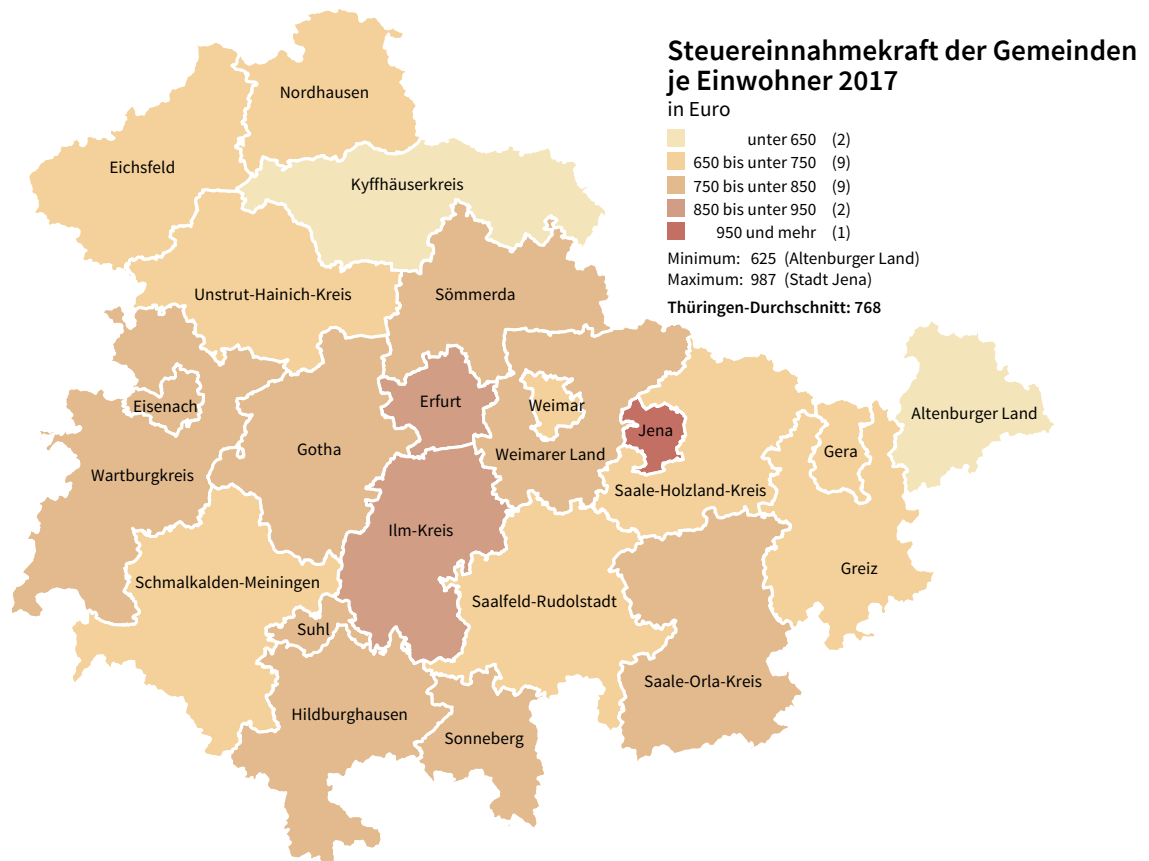 Steuereinnahmekraft der Gemeinden
je Einwohner 2017
in Euro
unter 650 (2)
650 bis unter 750 (9)
750 bis unter 850 (9)
850 bis unter 950 (2)
950 und mehr (1)
Minimum: 625 (Altenburger Land)
Maximum: 987 (Stadt Jena)
Thüringen-Durchschnitt: 768
Nordhausen
Eichsfeld
Kyffhäuserkreis
Unstrut-Hainich-Kreis
Sömmerda
Eisenach
Erfurt
Weimar
Altenburger Land
Jena
Gotha
Weimarer Land
Gera
Wartburgkreis
Saale-Holzland-Kreis
Ilm-Kreis
Greiz
Schmalkalden-Meiningen
Saalfeld-Rudolstadt
Suhl
Saale-Orla-Kreis
Hildburghausen
Sonneberg